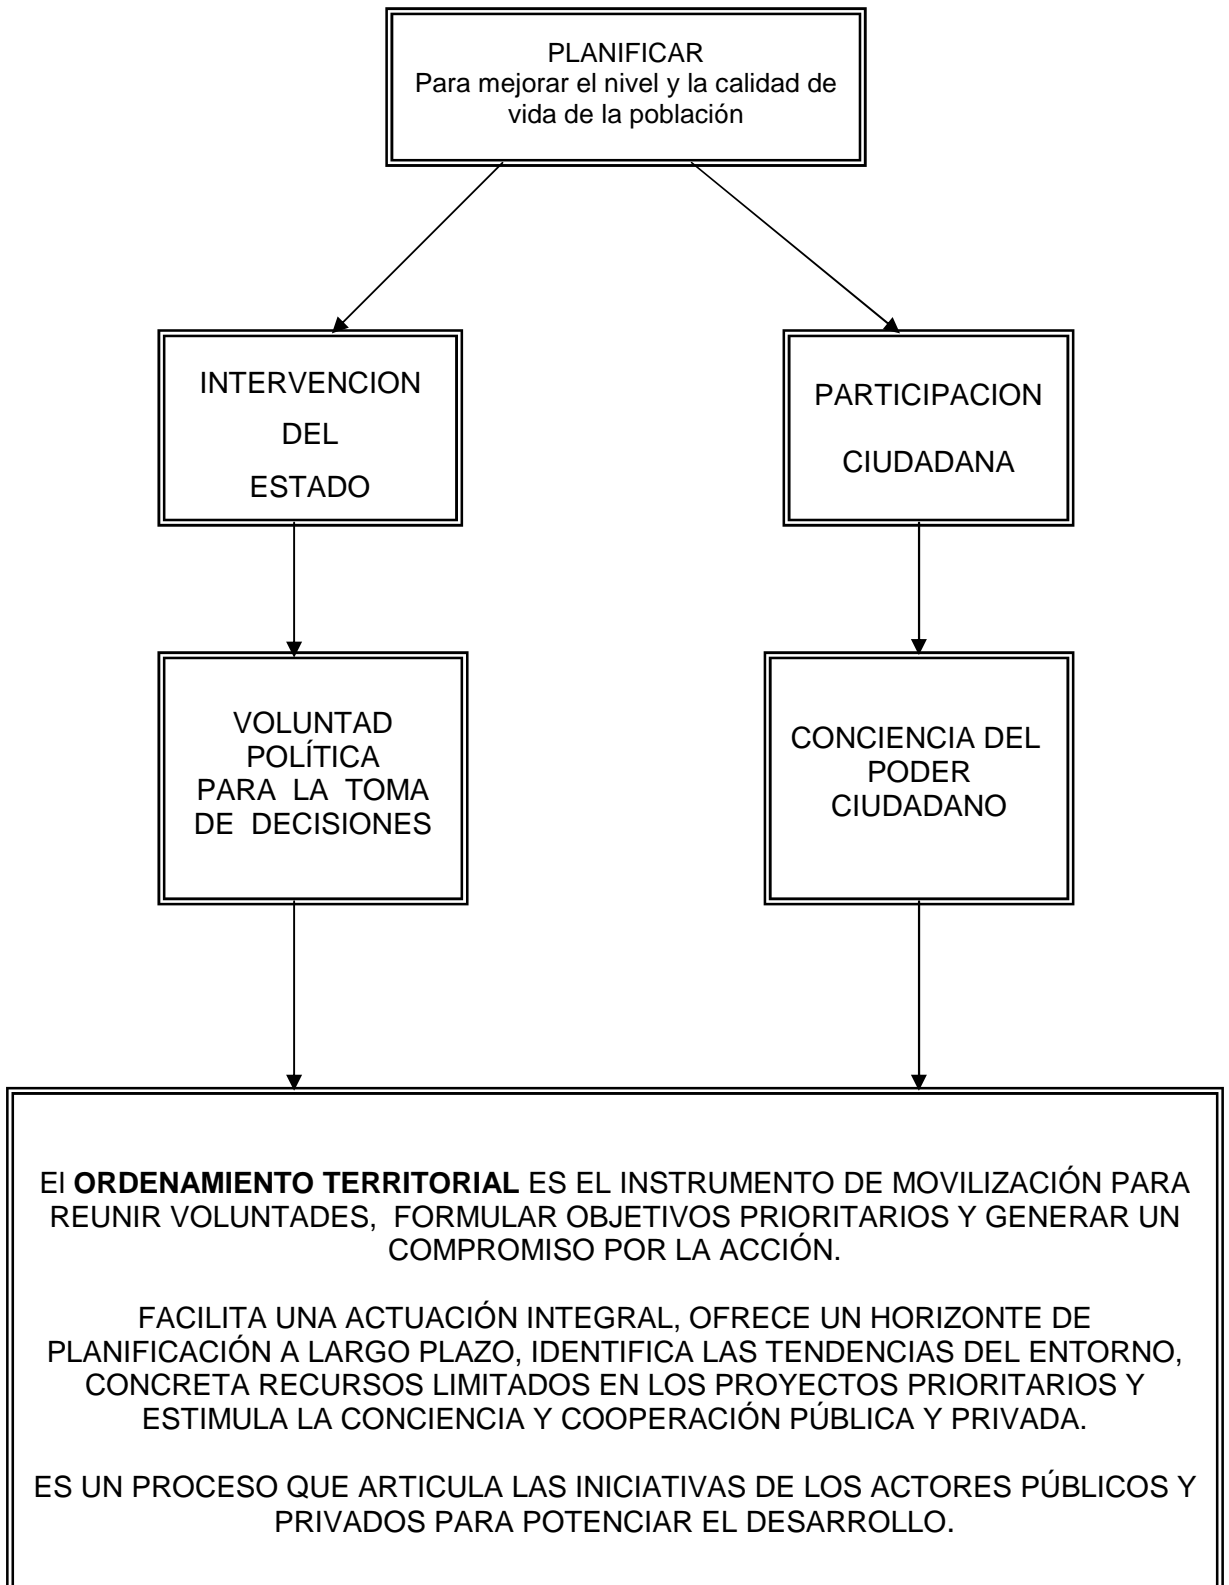 PLANIFICAR
Para mejorar el nivel y la calidad de
vida de la población
INTERVENCION
DEL
ESTADO
PARTICIPACION
CIUDADANA
VOLUNTAD
POLÍTICA
PARA LA TOMA
DE DECISIONES
CONCIENCIA DEL
PODER
CIUDADANO
El ORDENAMIENTO TERRITORIAL ES EL INSTRUMENTO DE MOVILIZACIÓN PARA
REUNIR VOLUNTADES, FORMULAR OBJETIVOS PRIORITARIOS Y GENERAR UN
COMPROMISO POR LA ACCIÓN.
FACILITA UNA ACTUACIÓN INTEGRAL, OFRECE UN HORIZONTE DE
PLANIFICACIÓN A LARGO PLAZO, IDENTIFICA LAS TENDENCIAS DEL ENTORNO,
CONCRETA RECURSOS LIMITADOS EN LOS PROYECTOS PRIORITARIOS Y
ESTIMULA LA CONCIENCIA Y COOPERACIÓN PÚBLICA Y PRIVADA.
ES UN PROCESO QUE ARTICULA LAS INICIATIVAS DE LOS ACTORES PÚBLICOS Y
PRIVADOS PARA POTENCIAR EL DESARROLLO.